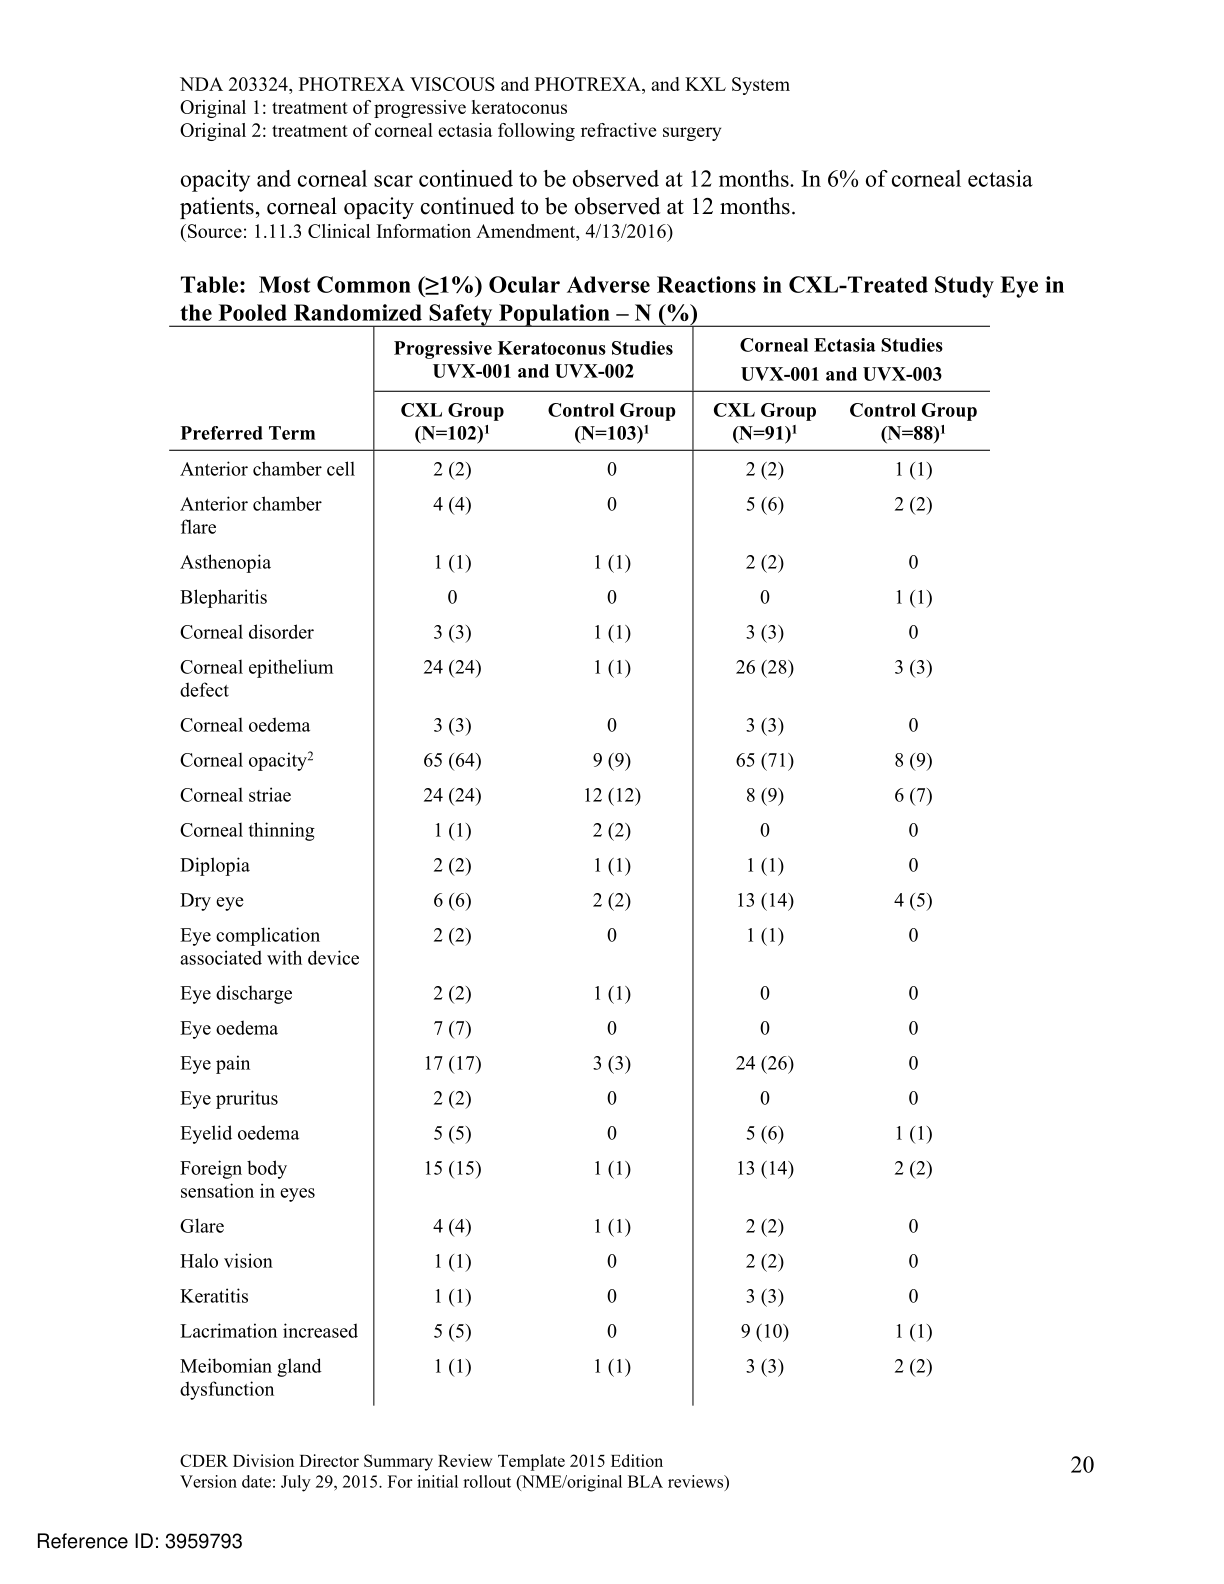 NDA 203324, PHOTREXA VISCOUS and PHOTREXA, and KXL System
Original 1: treatment of progressive keratoconus
Original 2: treatment of corneal ectasia following refractive surgery
opacity and corneal scar continued to be observed at 12 months. In 6% of corneal ectasia
patients, corneal opacity continued to be observed at 12 months.
(Source: 1.11.3 Clinical Information Amendment, 4/13/2016)
Table:  Most Common (≥1%) Ocular Adverse Reactions in CXL-Treated Study Eye in
the Pooled Randomized Safety Population – N (%)
Progressive Keratoconus Studies Corneal Ectasia Studies
UVX-001 and UVX-002 UVX-001 and UVX-003
CXL Group Control Group CXL Group Control Group
Preferred Term (N=102)¹ (N=103)¹ (N=91)¹ (N=88)¹
Anterior chamber cell 2 (2) 0 2 (2) 1 (1)
Anterior chamber 4 (4) 0 5 (6) 2 (2)
flare
Asthenopia 1 (1) 1 (1) 2 (2) 0
Blepharitis 0 0 0 1 (1)
Corneal disorder 3 (3) 1 (1) 3 (3) 0
Corneal epithelium 24 (24) 1 (1) 26 (28) 3 (3)
defect
Corneal oedema 3 (3) 0 3 (3) 0
Corneal opacity² 65 (64) 9 (9) 65 (71) 8 (9)
Corneal striae 24 (24) 12 (12) 8 (9) 6 (7)
Corneal thinning 1 (1) 2 (2) 0 0
Diplopia 2 (2) 1 (1) 1 (1) 0
Dry eye 6 (6) 2 (2) 13 (14) 4 (5)
Eye complication 2 (2) 0 1 (1) 0
associated with device
Eye discharge 2 (2) 1 (1) 0 0
Eye oedema 7 (7) 0 0 0
Eye pain 17 (17) 3 (3) 24 (26) 0
Eye pruritus 2 (2) 0 0 0
Eyelid oedema 5 (5) 0 5 (6) 1 (1)
Foreign body 15 (15) 1 (1) 13 (14) 2 (2)
sensation in eyes
Glare 4 (4) 1 (1) 2 (2) 0
Halo vision 1 (1) 0 2 (2) 0
Keratitis 1 (1) 0 3 (3) 0
Lacrimation increased 5 (5) 0 9 (10) 1 (1)
Meibomian gland 1 (1) 1 (1) 3 (3) 2 (2)
dysfunction
CDER Division Director Summary Review Template 2015 Edition 20
Version date: July 29, 2015. For initial rollout (NME/original BLA reviews)
Reference ID: 3959793